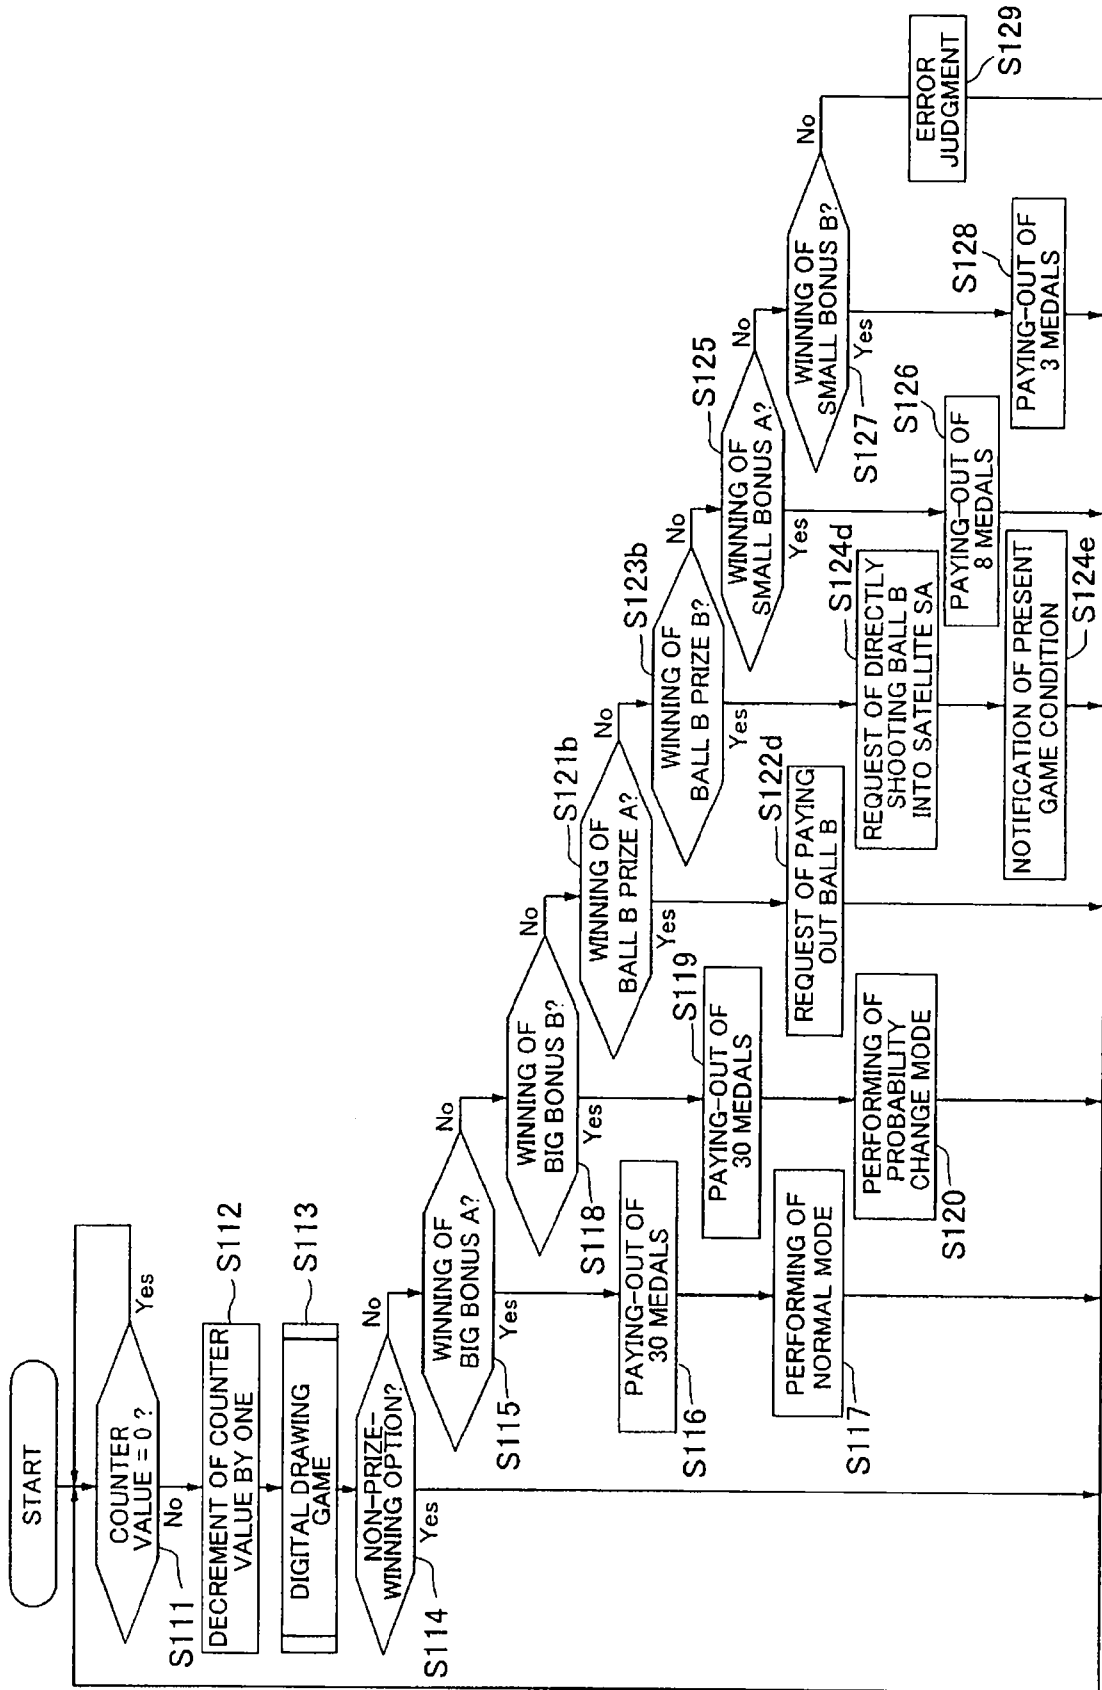 START
COUNTER
VALUE = 0 ?
Yes
No
S111
DECREMENT OF COUNTER
VALUE BY ONE
S112
DIGITAL DRAWING
GAME
S113
NON-PRIZE-
WINNING OPTION?
No
Yes
S114
WINNING OF
BIG BONUS A?
No
Yes
S115
PAYING-OUT OF
30 MEDALS
S116
PERFORMING OF
NORMAL MODE
S117
WINNING OF
BIG BONUS B?
No
Yes
S118
PAYING-OUT OF
30 MEDALS
S119
PERFORMING OF
PROBABILITY
CHANGE MODE
S120
WINNING OF
BALL B PRIZE A?
S121b
No
Yes
REQUEST OF PAYING
OUT BALL B
S122d
WINNING OF
BALL B PRIZE B?
S123b
No
Yes
REQUEST OF DIRECTLY
SHOOTING BALL B
INTO SATELLITE SA
S124d
NOTIFICATION OF PRESENT
GAME CONDITION
S124e
WINNING OF
SMALL BONUS A?
S125
No
Yes
PAYING-OUT OF
8 MEDALS
S126
WINNING OF
SMALL BONUS B?
No
Yes
S127
PAYING-OUT OF
3 MEDALS
S128
ERROR
JUDGMENT
S129